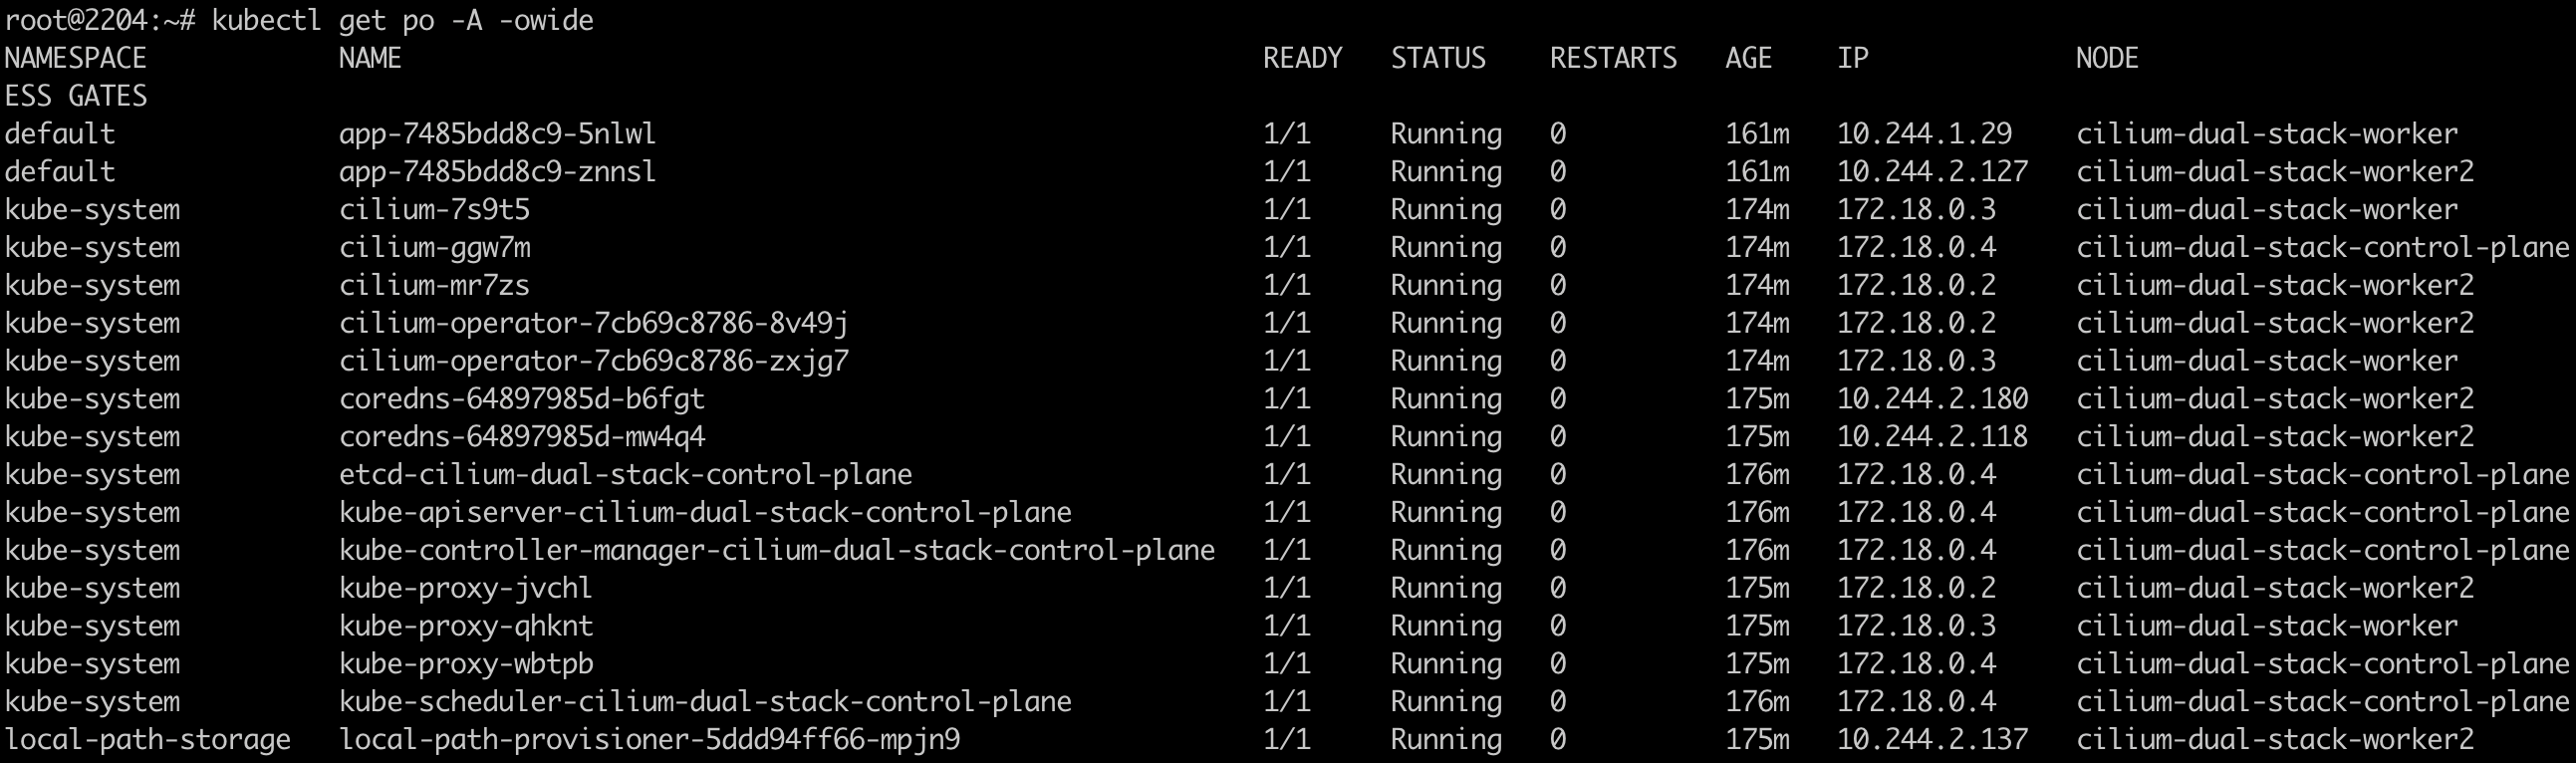 root@2204:~# kubectl get po -A -owide
NAMESPACE            NAME                                                      READY   STATUS    RESTARTS   AGE    IP             NODE
ESS GATES
default              app-7485bdd8c9-5nlwl                                      1/1     Running   0          161m   10.244.1.29    cilium-dual-stack-worker
default              app-7485bdd8c9-znnsl                                      1/1     Running   0          161m   10.244.2.127   cilium-dual-stack-worker2
kube-system          cilium-7s9t5                                              1/1     Running   0          174m   172.18.0.3     cilium-dual-stack-worker
kube-system          cilium-ggw7m                                              1/1     Running   0          174m   172.18.0.4     cilium-dual-stack-control-plane
kube-system          cilium-mr7zs                                              1/1     Running   0          174m   172.18.0.2     cilium-dual-stack-worker2
kube-system          cilium-operator-7cb69c8786-8v49j                          1/1     Running   0          174m   172.18.0.2     cilium-dual-stack-worker2
kube-system          cilium-operator-7cb69c8786-zxjg7                          1/1     Running   0          174m   172.18.0.3     cilium-dual-stack-worker
kube-system          coredns-64897985d-b6fgt                                   1/1     Running   0          175m   10.244.2.180   cilium-dual-stack-worker2
kube-system          coredns-64897985d-mw4q4                                   1/1     Running   0          175m   10.244.2.118   cilium-dual-stack-worker2
kube-system          etcd-cilium-dual-stack-control-plane                      1/1     Running   0          176m   172.18.0.4     cilium-dual-stack-control-plane
kube-system          kube-apiserver-cilium-dual-stack-control-plane            1/1     Running   0          176m   172.18.0.4     cilium-dual-stack-control-plane
kube-system          kube-controller-manager-cilium-dual-stack-control-plane   1/1     Running   0          176m   172.18.0.4     cilium-dual-stack-control-plane
kube-system          kube-proxy-jvchl                                          1/1     Running   0          175m   172.18.0.2     cilium-dual-stack-worker2
kube-system          kube-proxy-qhknt                                          1/1     Running   0          175m   172.18.0.3     cilium-dual-stack-worker
kube-system          kube-proxy-wbtpb                                          1/1     Running   0          175m   172.18.0.4     cilium-dual-stack-control-plane
kube-system          kube-scheduler-cilium-dual-stack-control-plane            1/1     Running   0          176m   172.18.0.4     cilium-dual-stack-control-plane
local-path-storage   local-path-provisioner-5ddd94ff66-mpjn9                   1/1     Running   0          175m   10.244.2.137   cilium-dual-stack-worker2